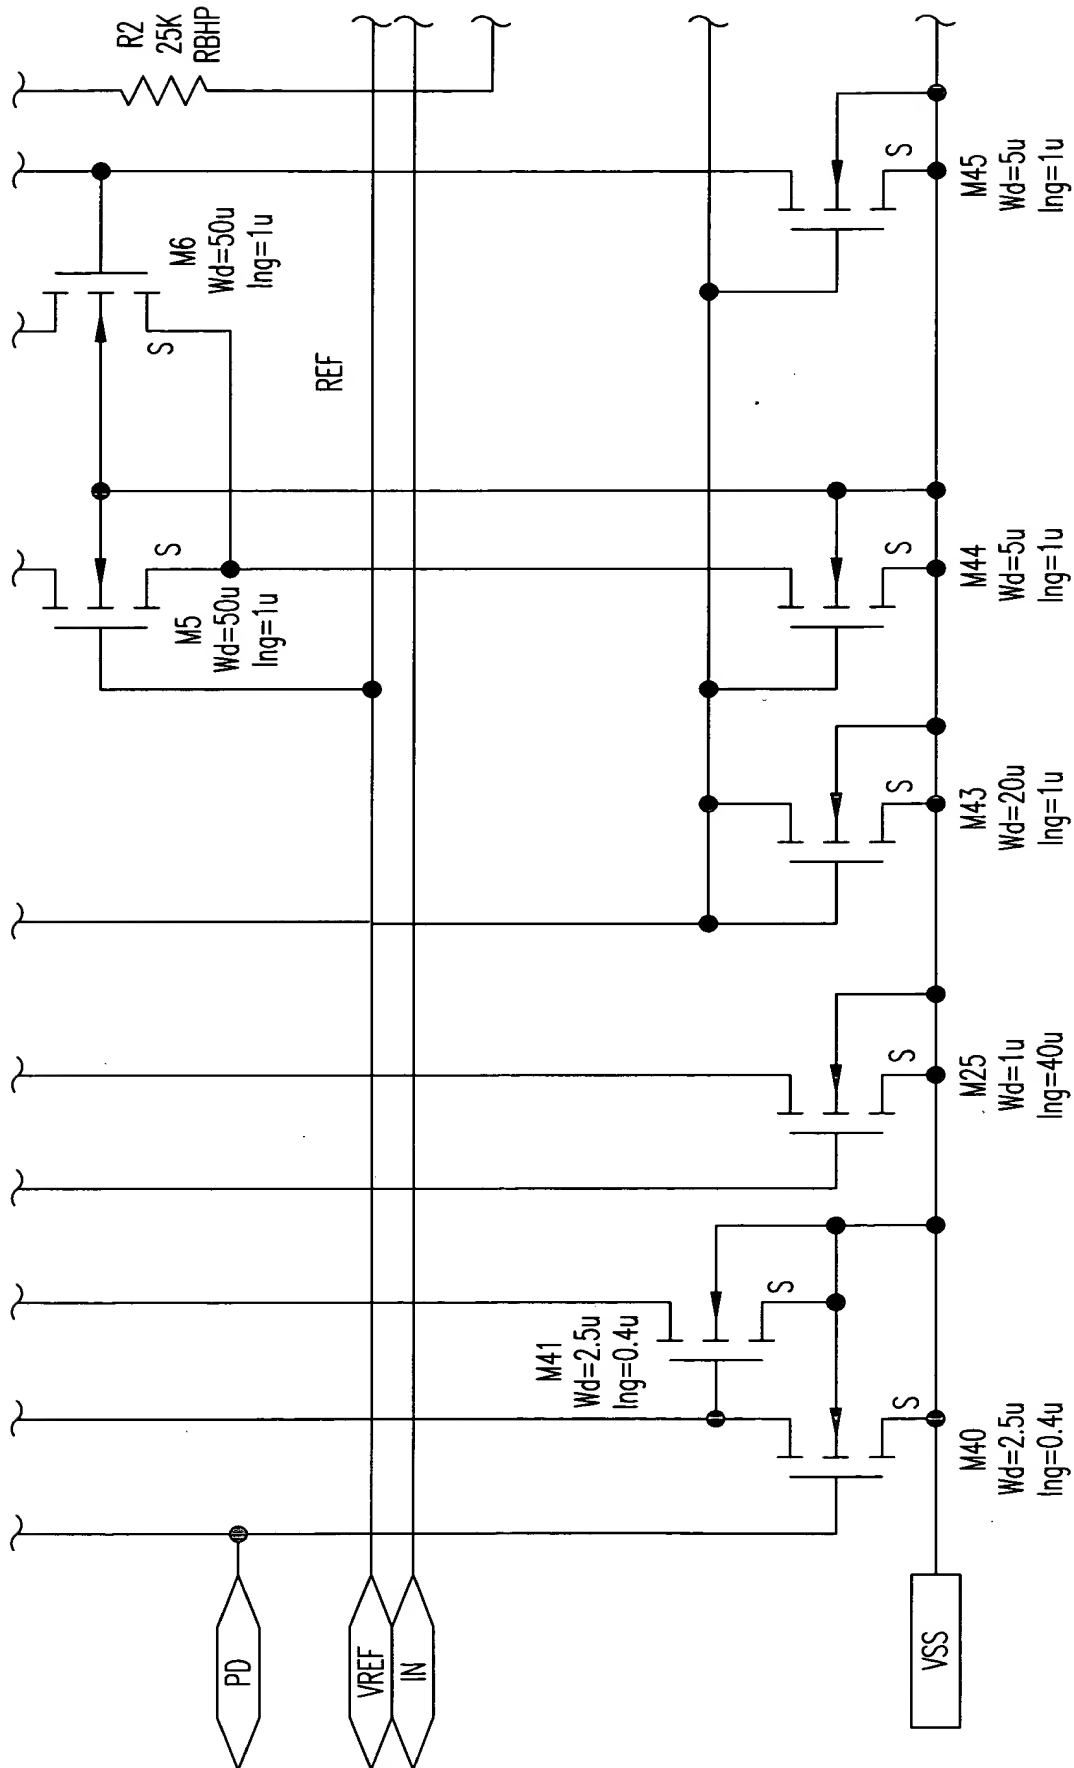 R2
25K
RBHP
M6
Wd=50u
lng=1u
S
REF
S
M5
Wd=50u
lng=1u
S
M45
Wd=5u
lng=1u
S
M44
Wd=5u
lng=1u
S
M43
Wd=20u
lng=1u
S
M25
Wd=1u
lng=40u
M41
Wd=2.5u
lng=0.4u
S
S
M40
Wd=2.5u
lng=0.4u
PD
VREF
IN
VSS